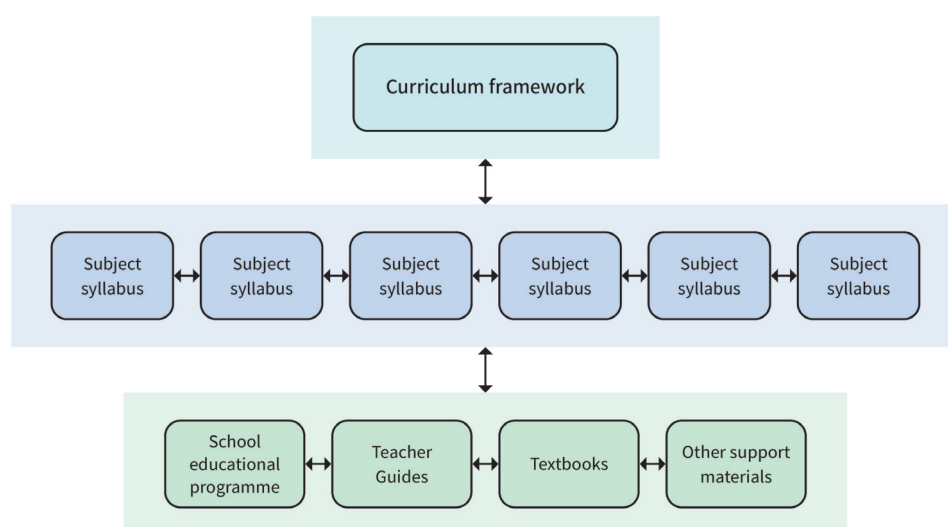 Curriculum framework
Subject
syllabus
Subject
syllabus
Subject
syllabus
Subject
syllabus
Subject
syllabus
Subject
syllabus
School
educational
programme
Teacher
Guides
Textbooks
Other support
materials